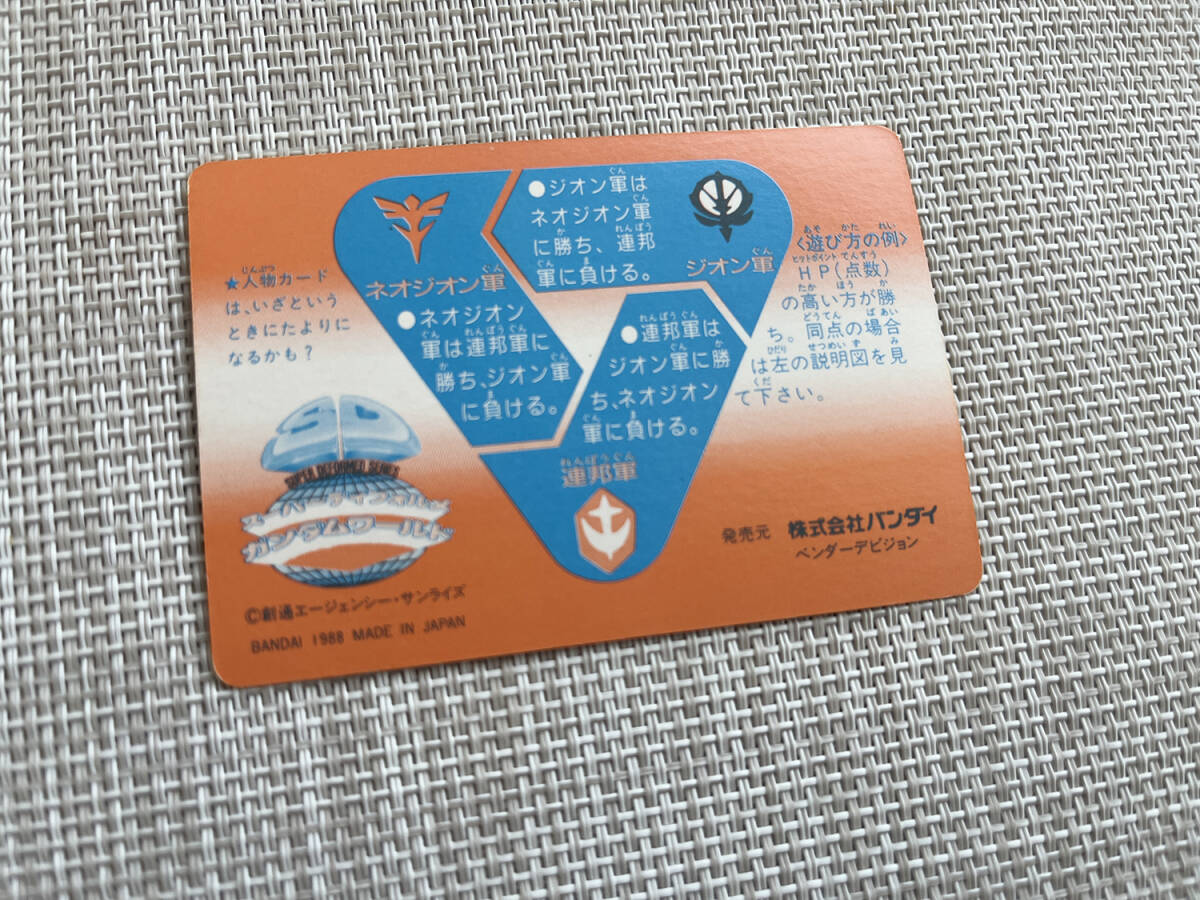 ★人物カード
は、いざという
ときにたよりに
なるかも？
ネオジオン軍
●ネオジオン
軍は連邦軍に
勝ち、ジオン軍
に負ける。
●ジオン軍は
ネオジオン軍
に勝ち、連邦
軍に負ける。
ジオン軍
●連邦軍は
ジオン軍に勝
ち、ネオジオン
軍に負ける。
連邦軍
〈遊び方の例〉
HP(点数)
の高い方が勝
ち。同点の場合
は左の説明図を見
て下さい。
SUPER DEFORMED SERIES
スーパーディフォルメ
ガンダムワールド
©創通エージェンシー・サンライズ
BANDAI 1988 MADE IN JAPAN
発売元 株式会社バンダイ
ベンダーデビジョン